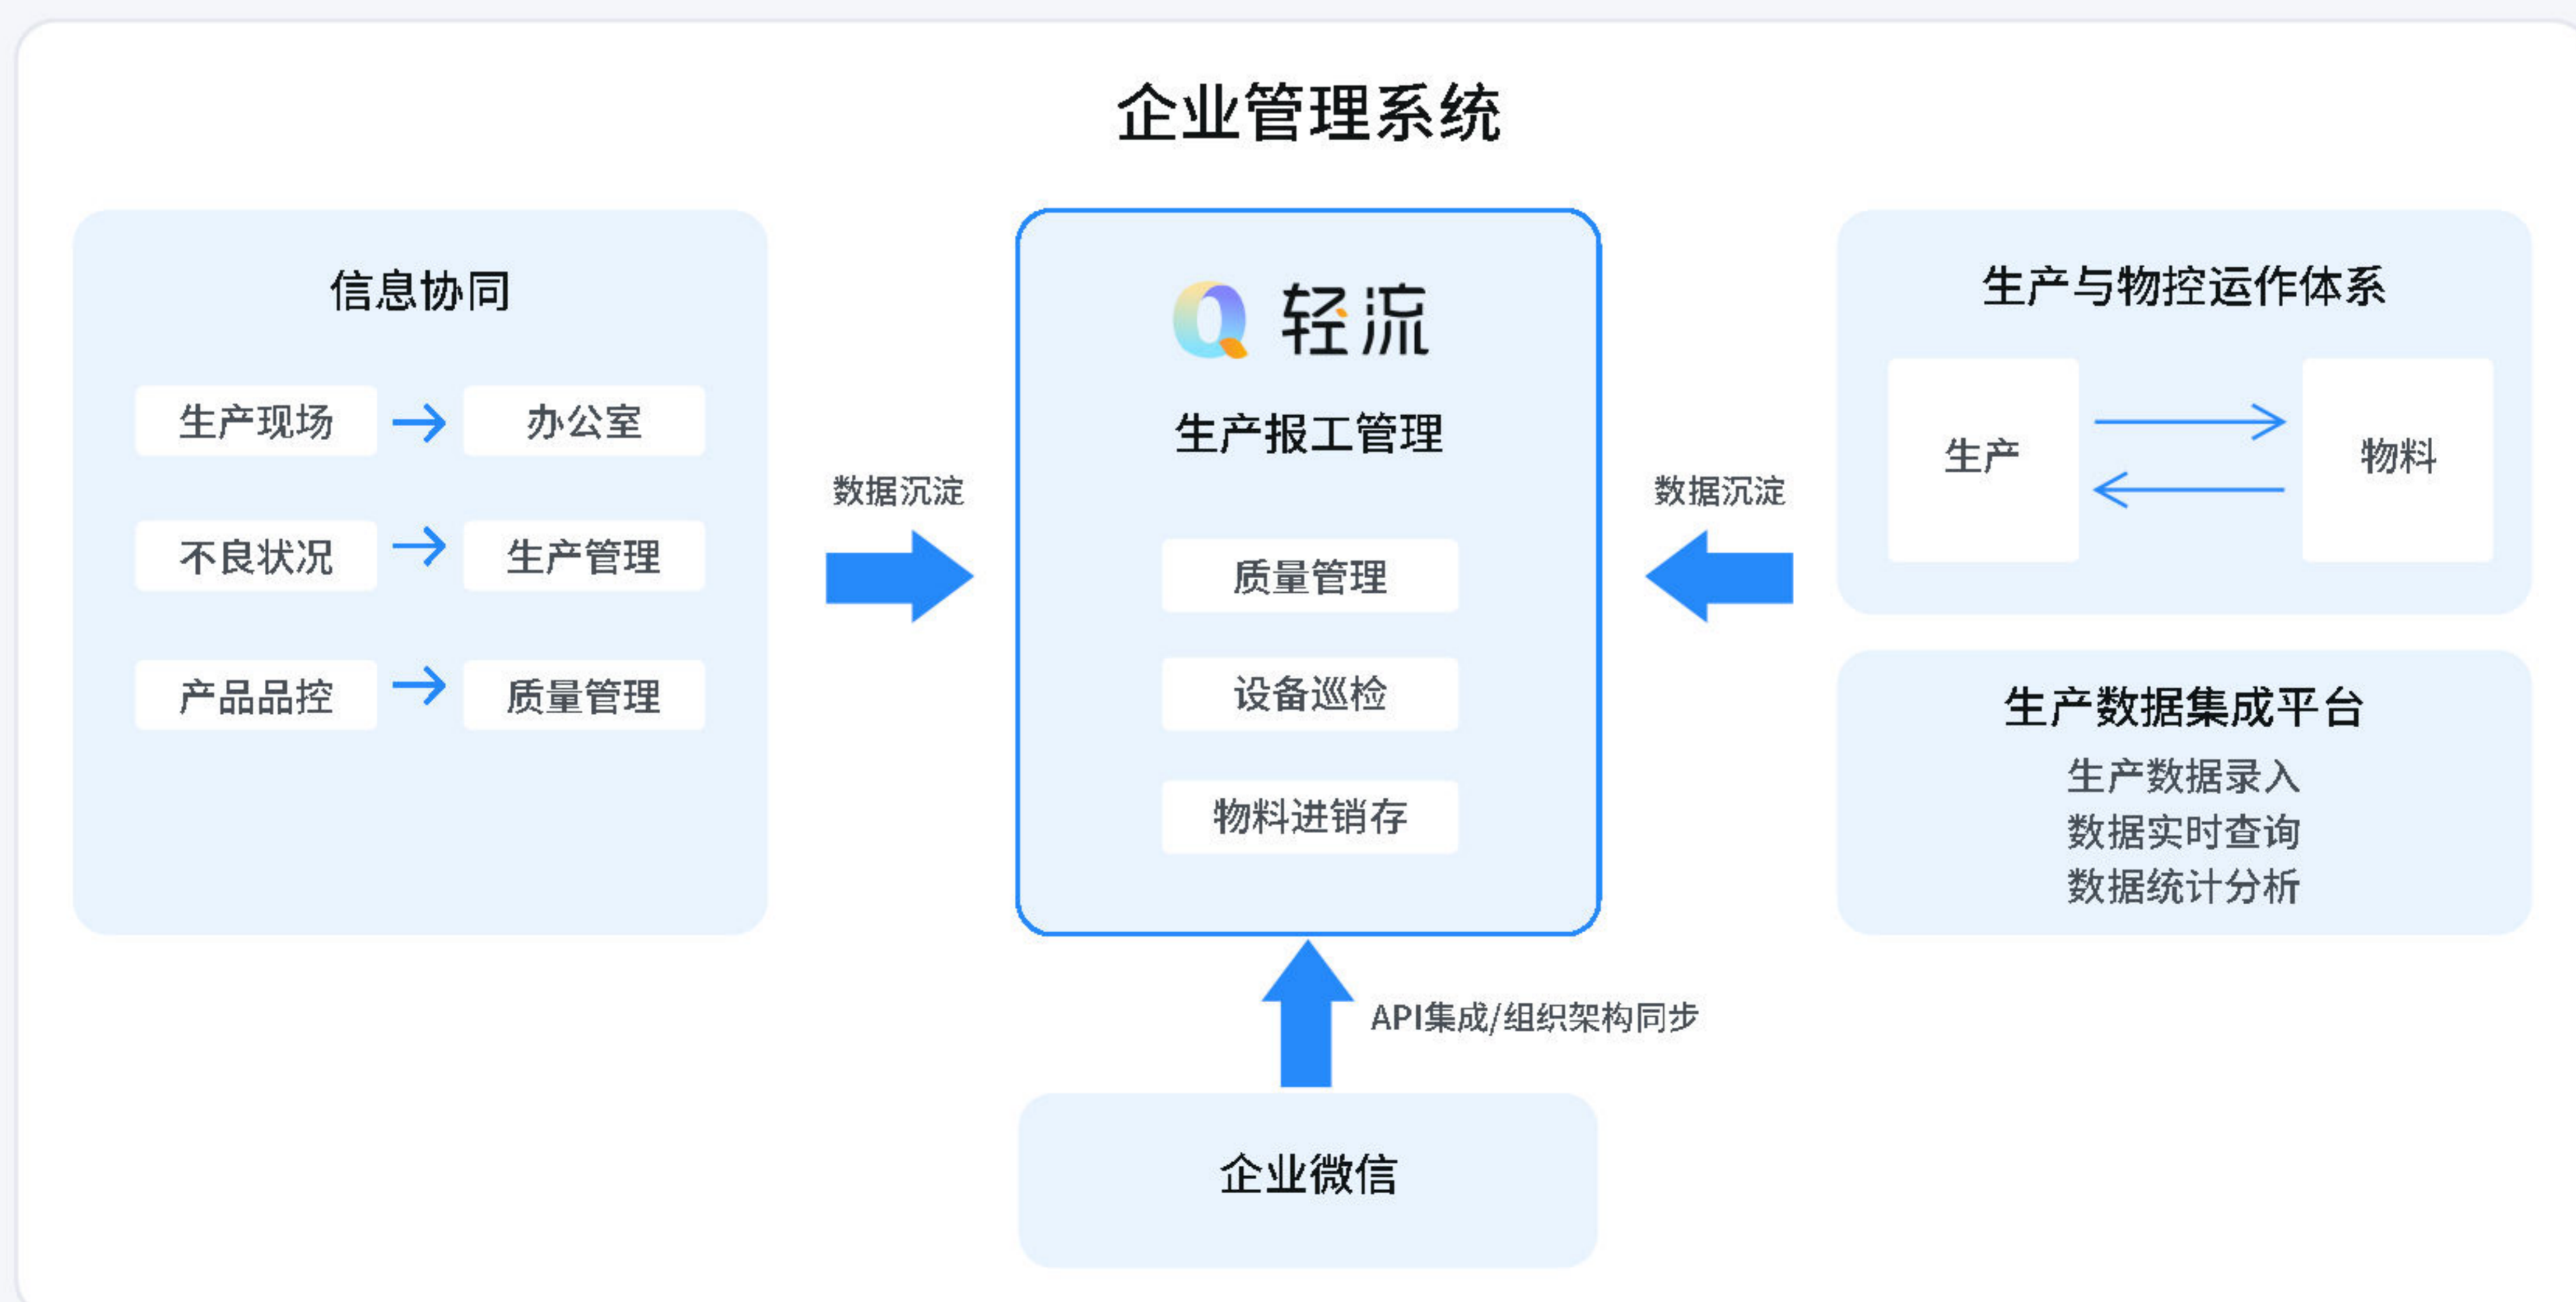 企业管理系统
信息协同
生产现场
办公室
不良状况
生产管理
产品品控
质量管理
数据沉淀
轻流
生产报工管理
质量管理
设备巡检
物料进销存
数据沉淀
生产与物控运作体系
生产
物料
生产数据集成平台
生产数据录入
数据实时查询
数据统计分析
API集成/组织架构同步
企业微信